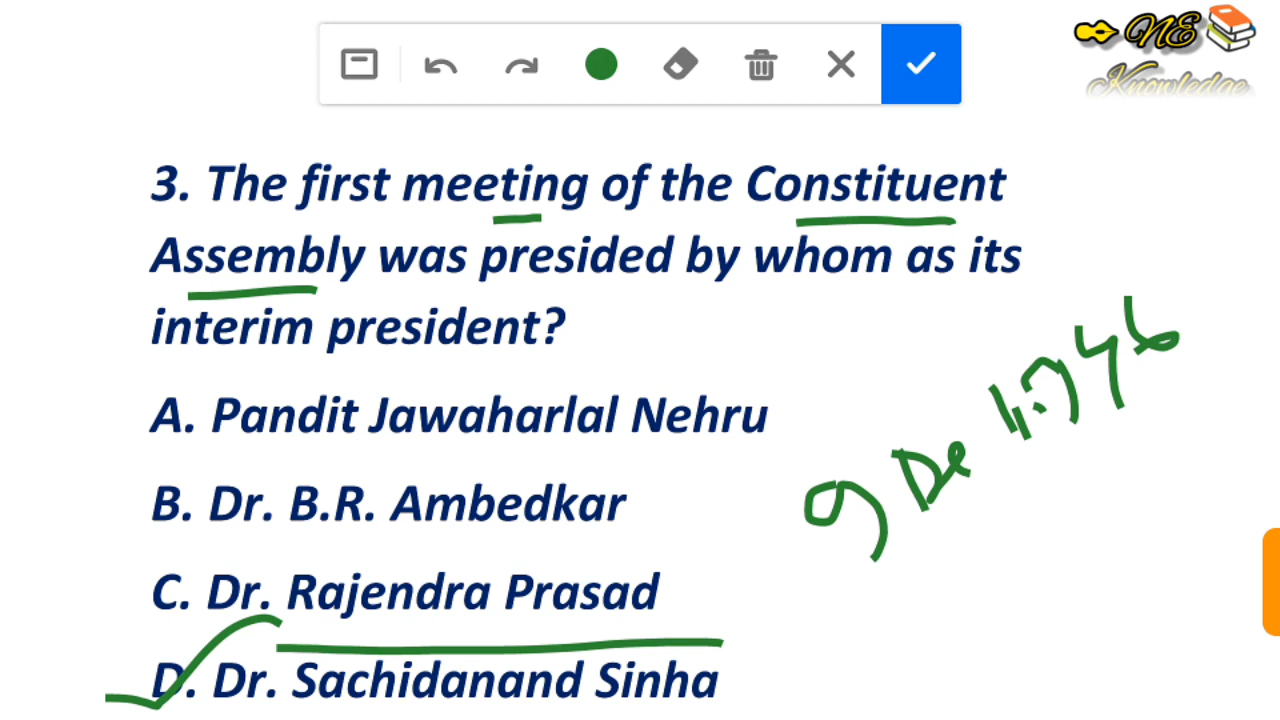 NE
Knowledge
3. The first meeting of the Constituent
Assembly was presided by whom as its
interim president?
A. Pandit Jawaharlal Nehru
B. Dr. B.R. Ambedkar
9 De 1946
C. Dr. Rajendra Prasad
D. Dr. Sachidanand Sinha